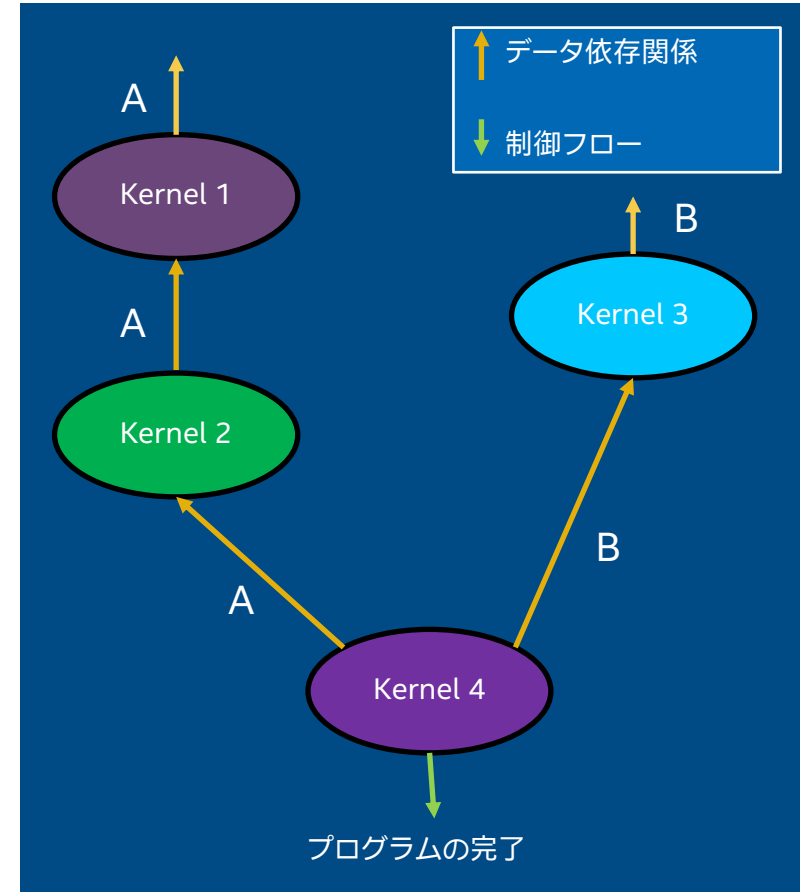 データ依存関係
制御フロー
A
Kernel 1
B
Kernel 3
A
Kernel 2
B
A
Kernel 4
プログラムの完了